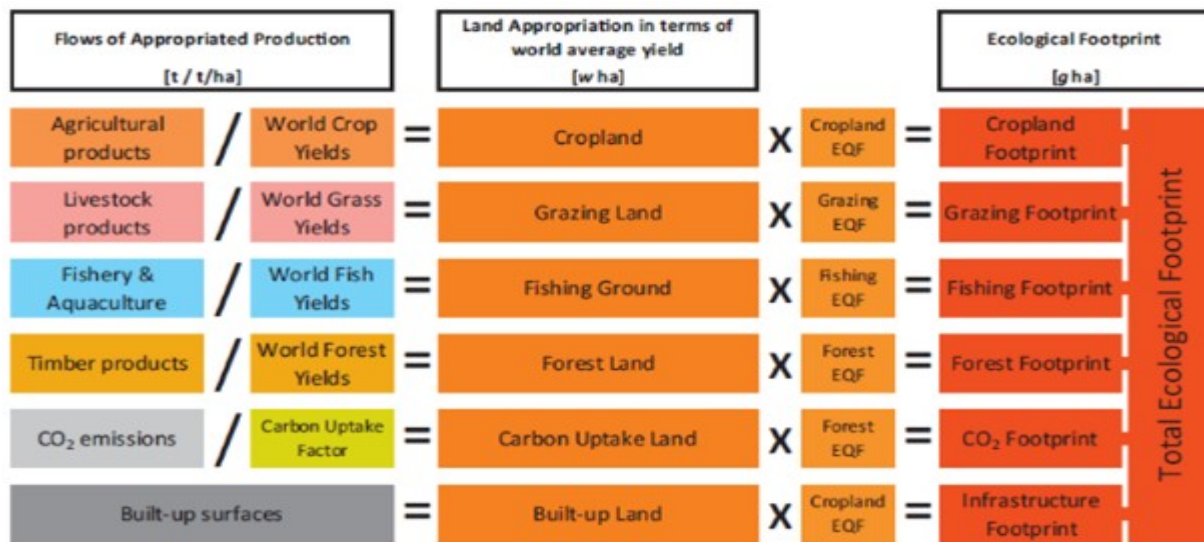 Flows of Appropriated Production
[t / t/ha]
Land Appropriation in terms of
world average yield
[w ha]
Ecological Footprint
[g ha]
Agricultural
products
/
World Crop
Yields
=
Cropland
X
Cropland
EQF
=
Cropland
Footprint
Livestock
products
/
World Grass
Yields
=
Grazing Land
X
Grazing
EQF
=
Grazing Footprint
Fishery &
Aquaculture
/
World Fish
Yields
=
Fishing Ground
X
Fishing
EQF
=
Fishing Footprint
Timber products
/
World Forest
Yields
=
Forest Land
X
Forest
EQF
=
Forest Footprint
CO₂ emissions
/
Carbon Uptake
Factor
=
Carbon Uptake Land
X
Forest
EQF
=
CO₂ Footprint
Built-up surfaces
=
Built-up Land
X
Cropland
EQF
=
Infrastructure
Footprint
Total Ecological Footprint